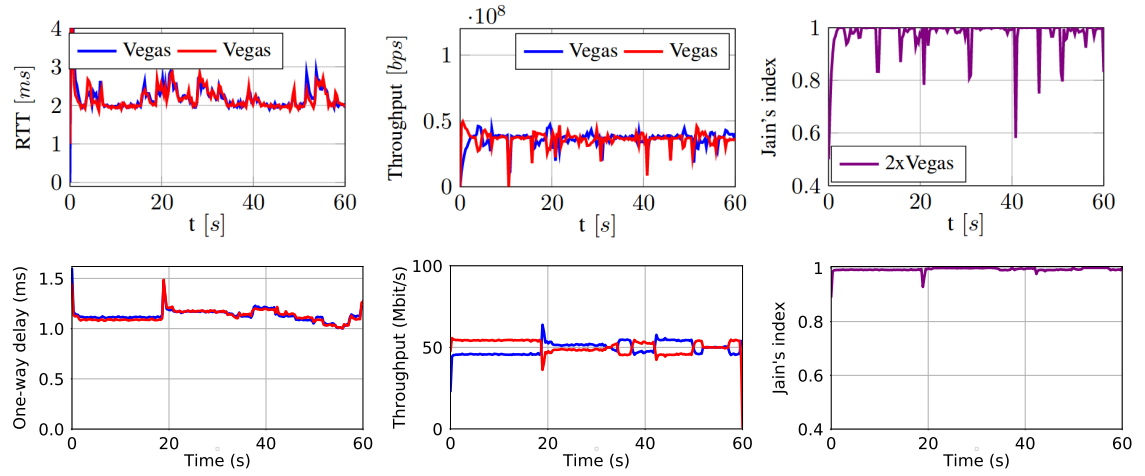 4
3
2
1
0
RTT [ms]
Vegas Vegas
0 20 40 60
t [s]
·10⁸
1
0.5
0
Throughput [bps]
Vegas Vegas
0 20 40 60
t [s]
1
0.8
0.6
0.4
Jain's index
2xVegas
0 20 40 60
t [s]
1.5
1.0
0.5
0.0
One-way delay (ms)
0 20 40 60
Time (s)
100
50
0
Throughput (Mbit/s)
0 20 40 60
Time (s)
1
0.8
0.6
0.4
Jain's index
0 20 40 60
Time (s)